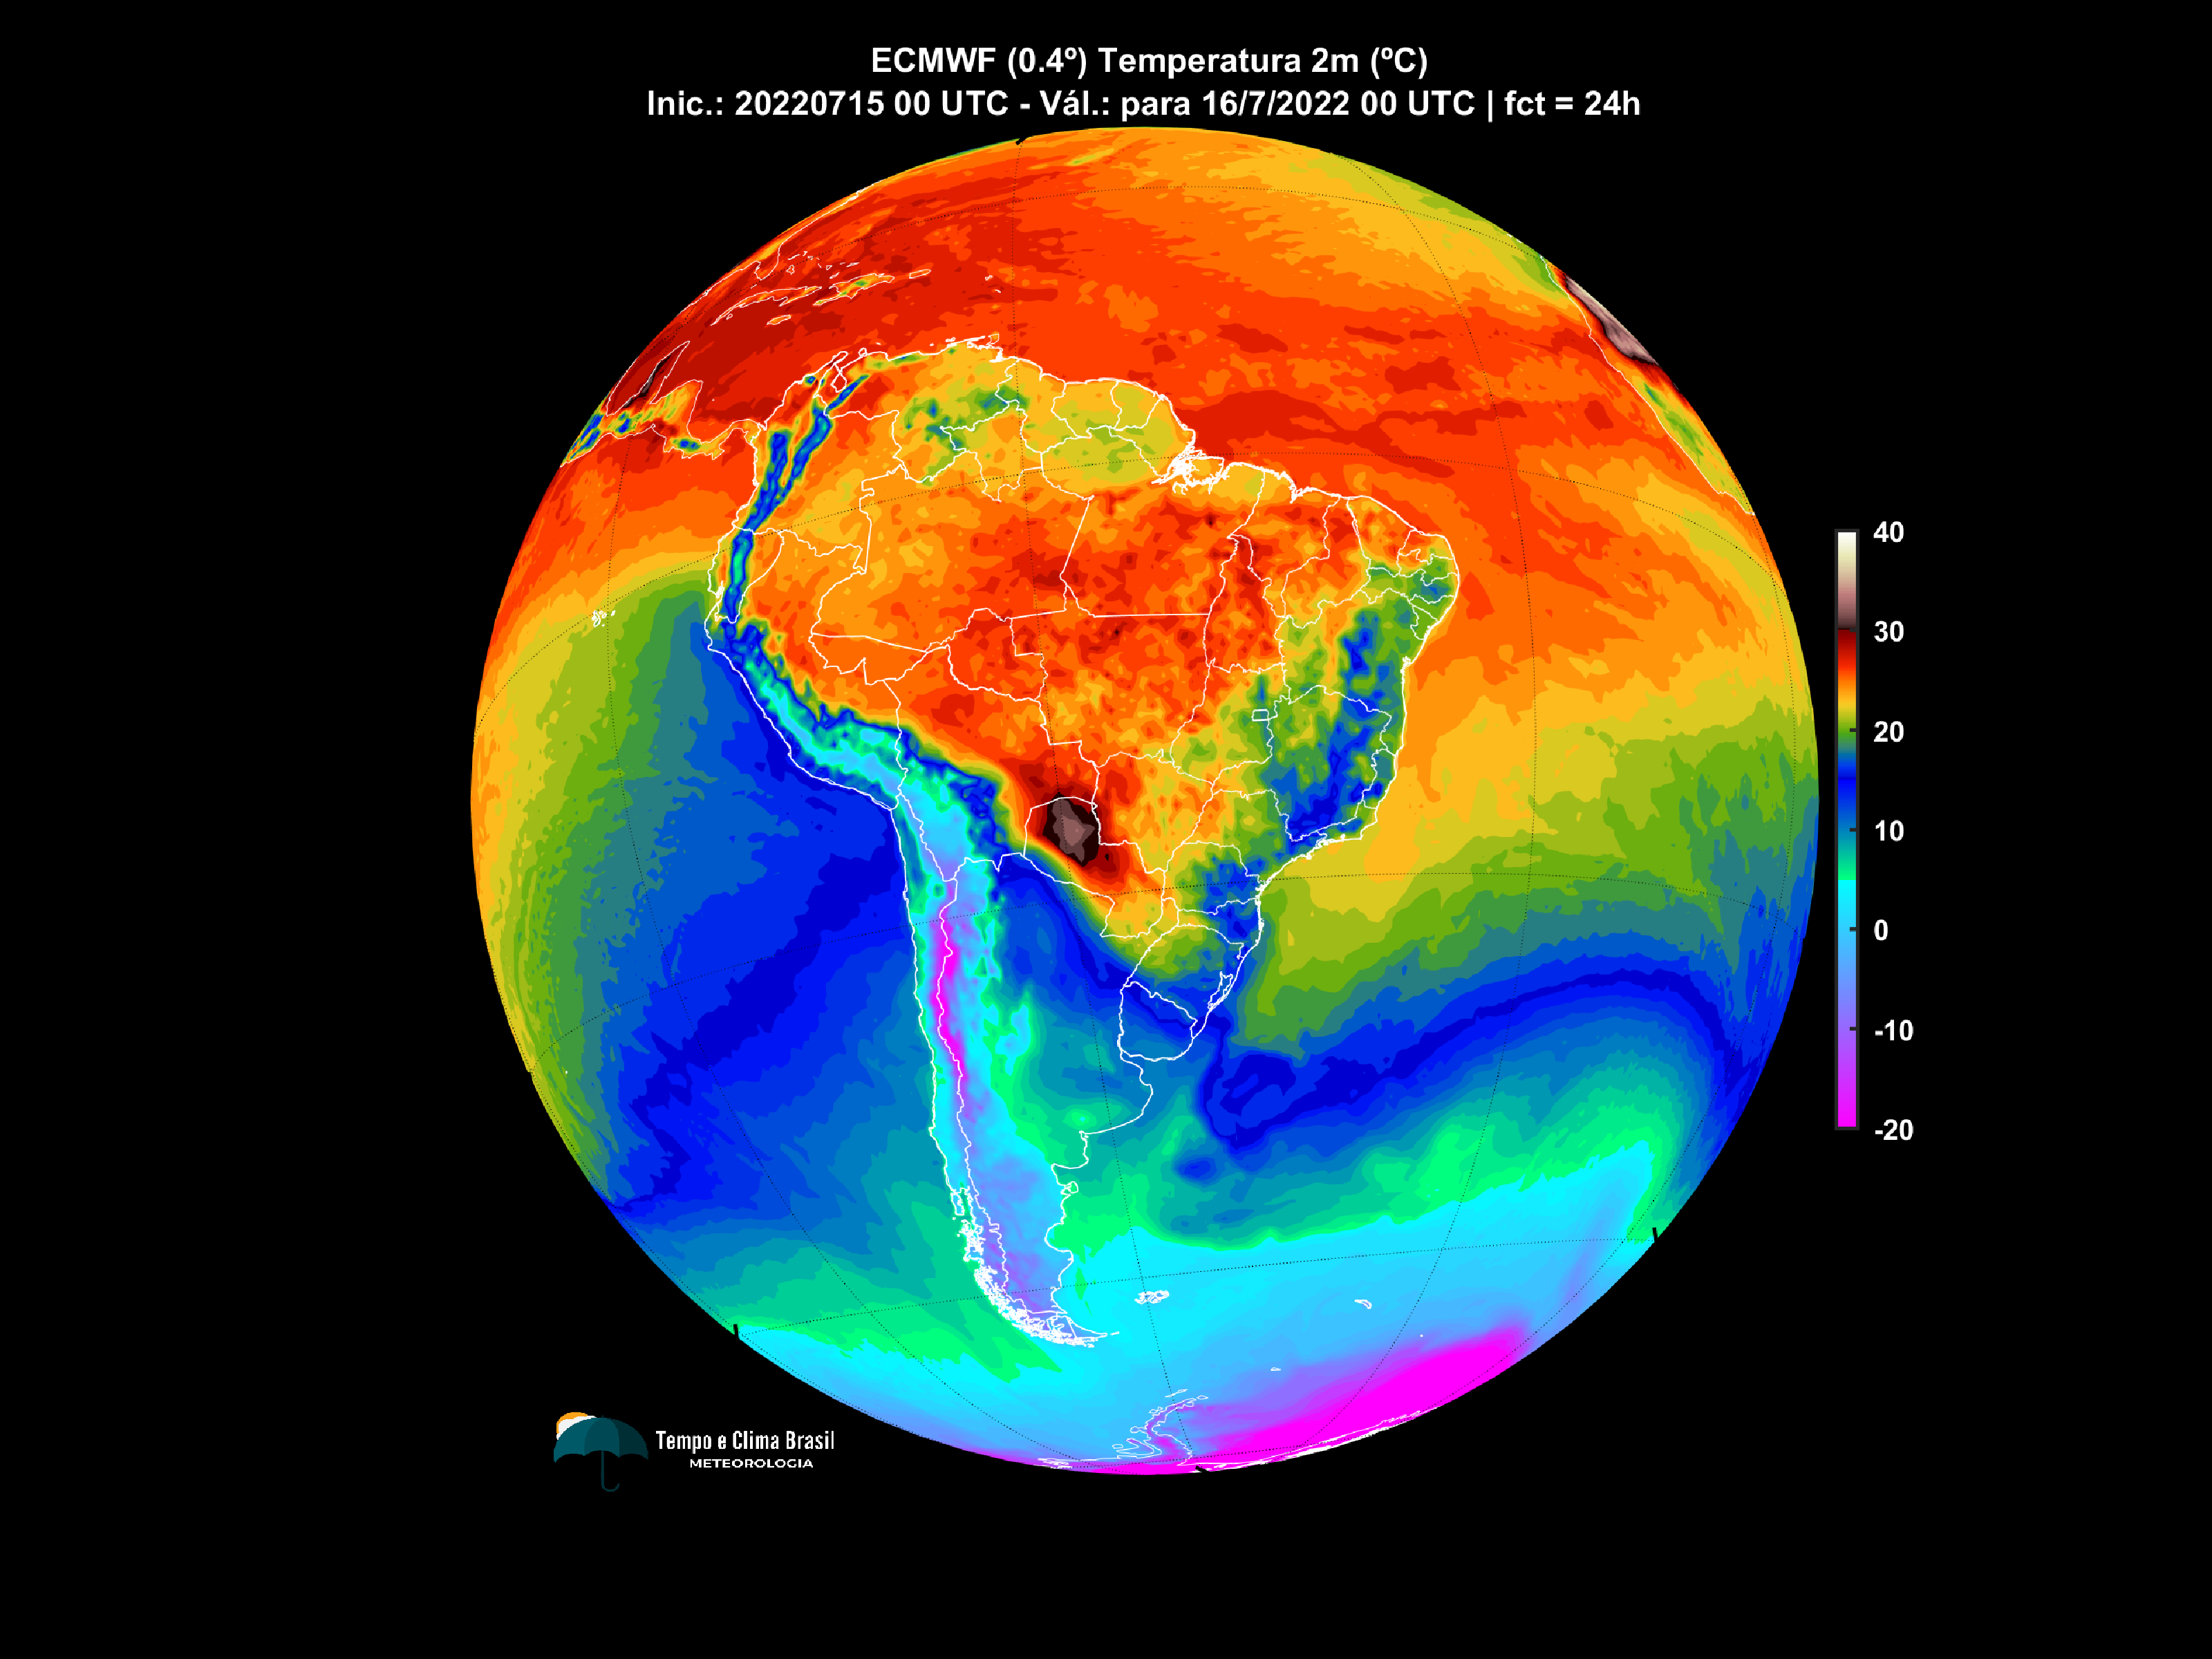 ECMWF (0.4º) Temperatura 2m (ºC)
Inic.: 20220715 00 UTC - Vál.: para 16/7/2022 00 UTC | fct = 24h
40
30
20
10
0
-10
-20
Tempo e Clima Brasil
METEOROLOGIA